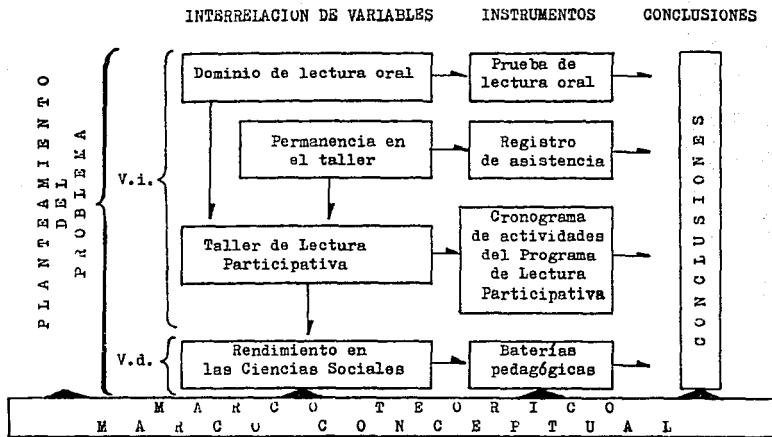 INTERRELACION DE VARIABLES
INSTRUMENTOS
CONCLUSIONES
PLANTEAMIENTO
DEL
PROBLEMA
V.i.
Dominio de lectura oral
Prueba de
lectura oral
Permanencia en
el taller
Registro
de asistencia
Taller de Lectura
Participativa
Cronograma
de actividades
del Programa
de Lectura
Participativa
V.d.
Rendimiento en
las Ciencias Sociales
Baterías
pedagógicas
CONCLUSIONES
MARCO TEORICO
MARCO CONCEPTUAL